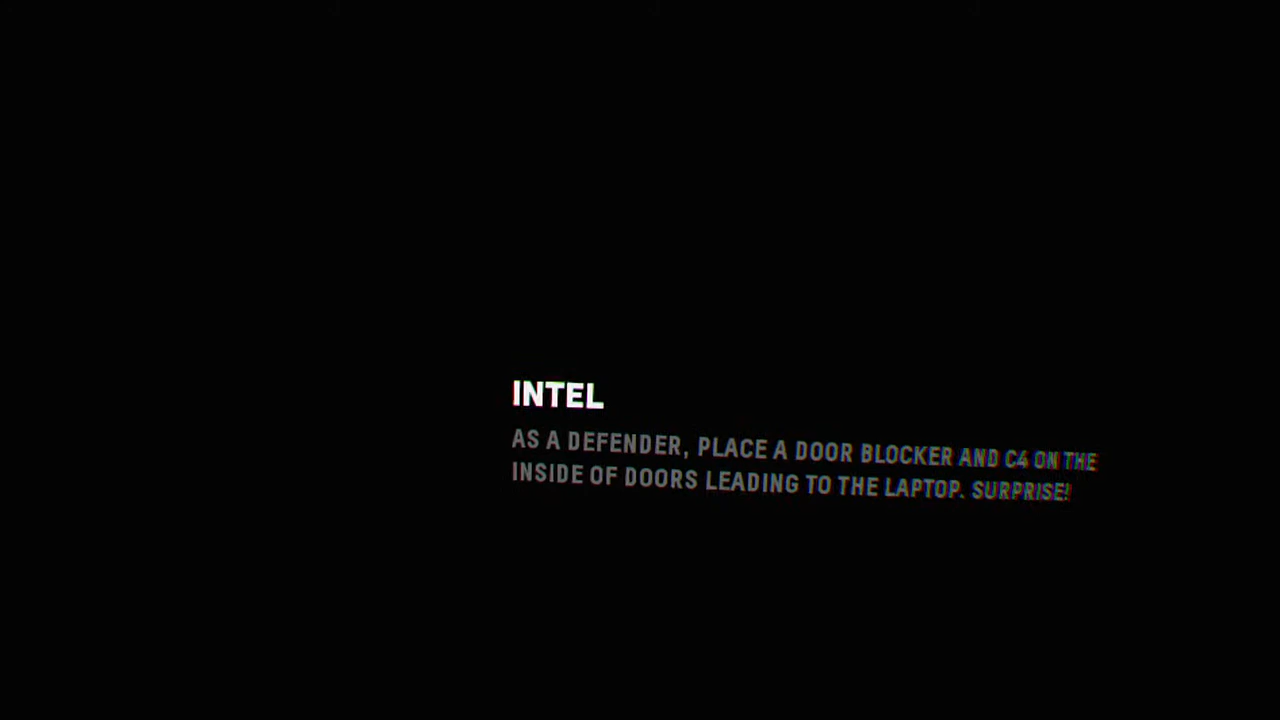 INTEL
AS A DEFENDER, PLACE A DOOR BLOCKER AND C4 ON THE
INSIDE OF DOORS LEADING TO THE LAPTOP. SURPRISE!